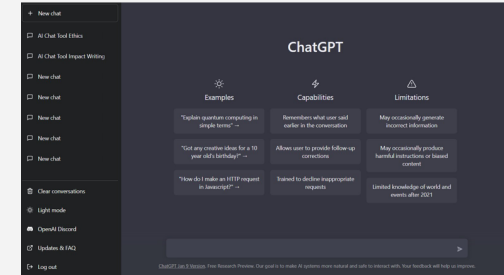 + New chat
AI Chat Tool Ethics
AI Chat Tool Impact Writing
New chat
New chat
New chat
New chat
New chat
Clear conversations
Light mode
OpenAI Discord
Updates & FAQ
Log out
ChatGPT
Examples
"Explain quantum computing in
simple terms" →
"Got any creative ideas for a 10
year old's birthday?" →
"How do I make an HTTP request
in Javascript?" →
Capabilities
Remembers what user said
earlier in the conversation
Allows user to provide follow-up
corrections
Trained to decline inappropriate
requests
Limitations
May occasionally generate
incorrect information
May occasionally produce
harmful instructions or biased
content
Limited knowledge of world and
events after 2021
ChatGPT Jan 9 Version. Free Research Preview. Our goal is to make AI systems more natural and safe to interact with. Your feedback will help us improve.